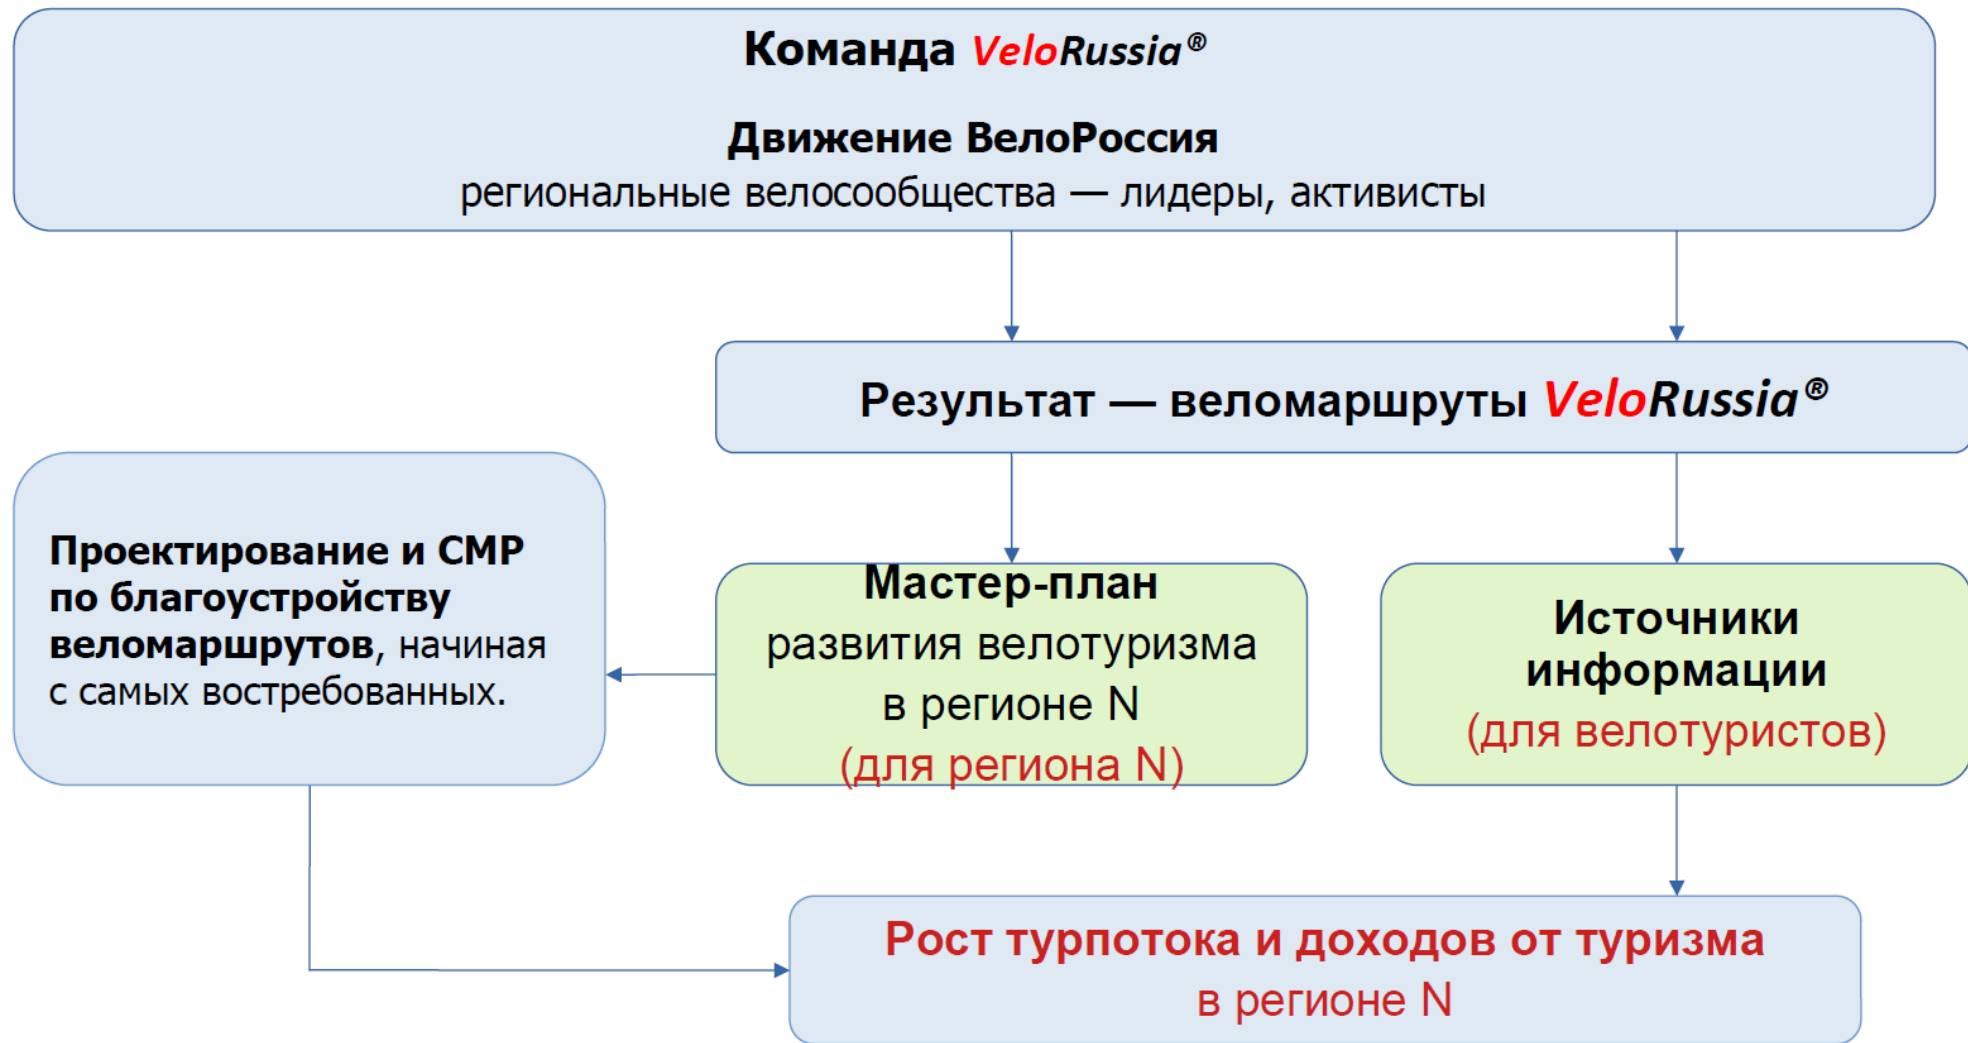 Команда VeloRussia®
Движение ВелоРоссия
региональные велосообщества — лидеры, активисты
Результат — веломаршруты VeloRussia®
Проектирование и СМР
по благоустройству
веломаршрутов, начиная
с самых востребованных.
Мастер-план
развития велотуризма
в регионе N
(для региона N)
Источники
информации
(для велотуристов)
Рост турпотока и доходов от туризма
в регионе N